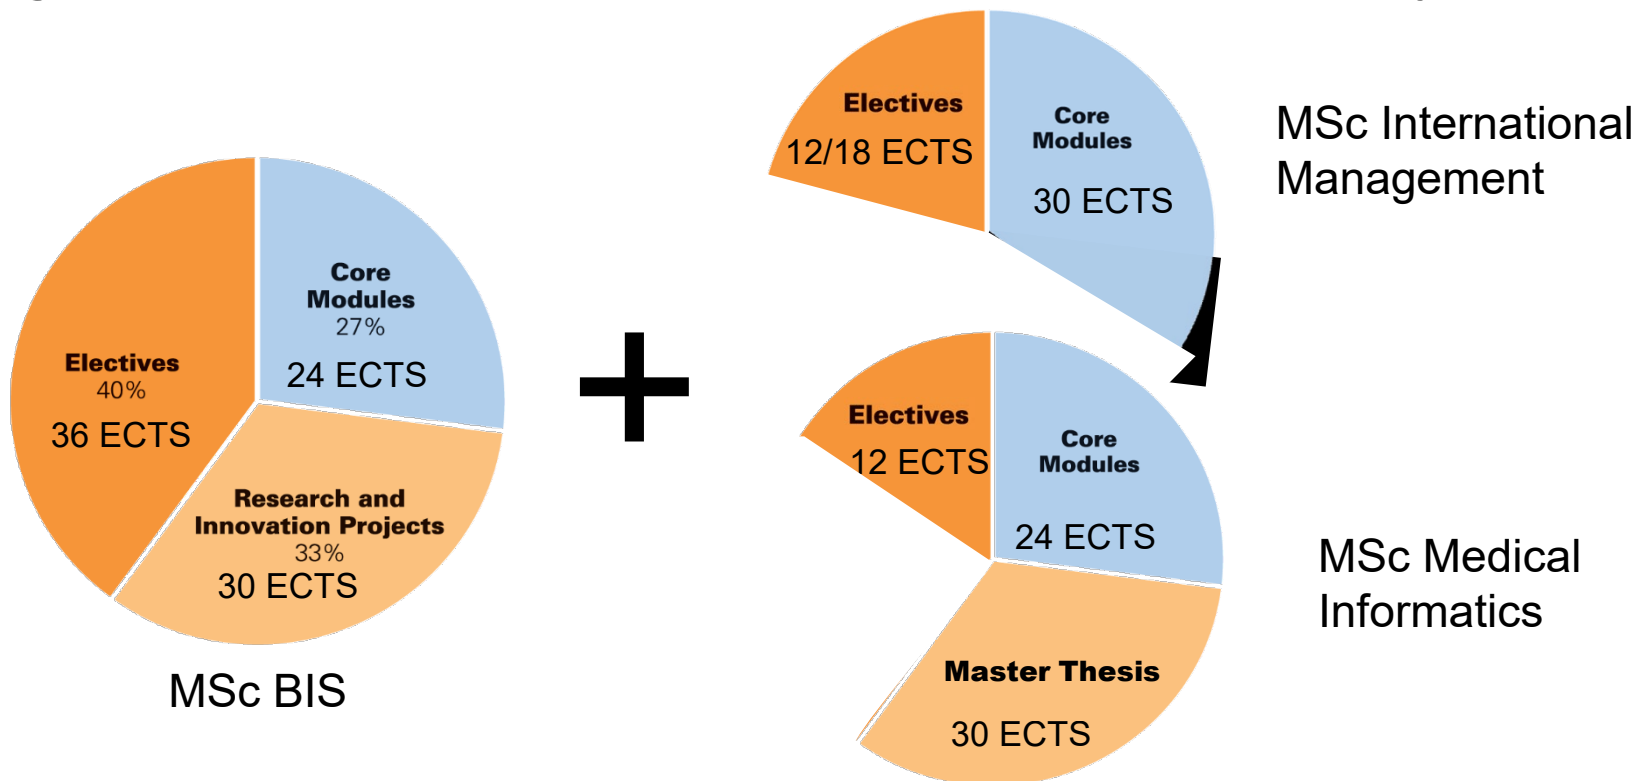 Electives
40%
36 ECTS
Core
Modules
27%
24 ECTS
Research and
Innovation Projects
33%
30 ECTS
MSc BIS
Electives
12/18 ECTS
Core
Modules
30 ECTS
MSc International
Management
Electives
12 ECTS
Core
Modules
24 ECTS
Master Thesis
30 ECTS
MSc Medical
Informatics